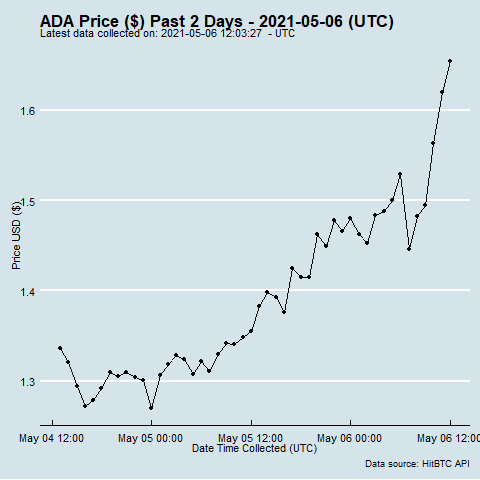 ADA Price ($) Past 2 Days - 2021-05-06 (UTC)
Latest data collected on: 2021-05-06 12:03:27 - UTC
1.6
1.5
1.4
1.3
Price USD ($)
May 04 12:00 May 05 00:00 May 05 12:00 May 06 00:00 May 06 12:00
Date Time Collected (UTC)
Data source: HitBTC API